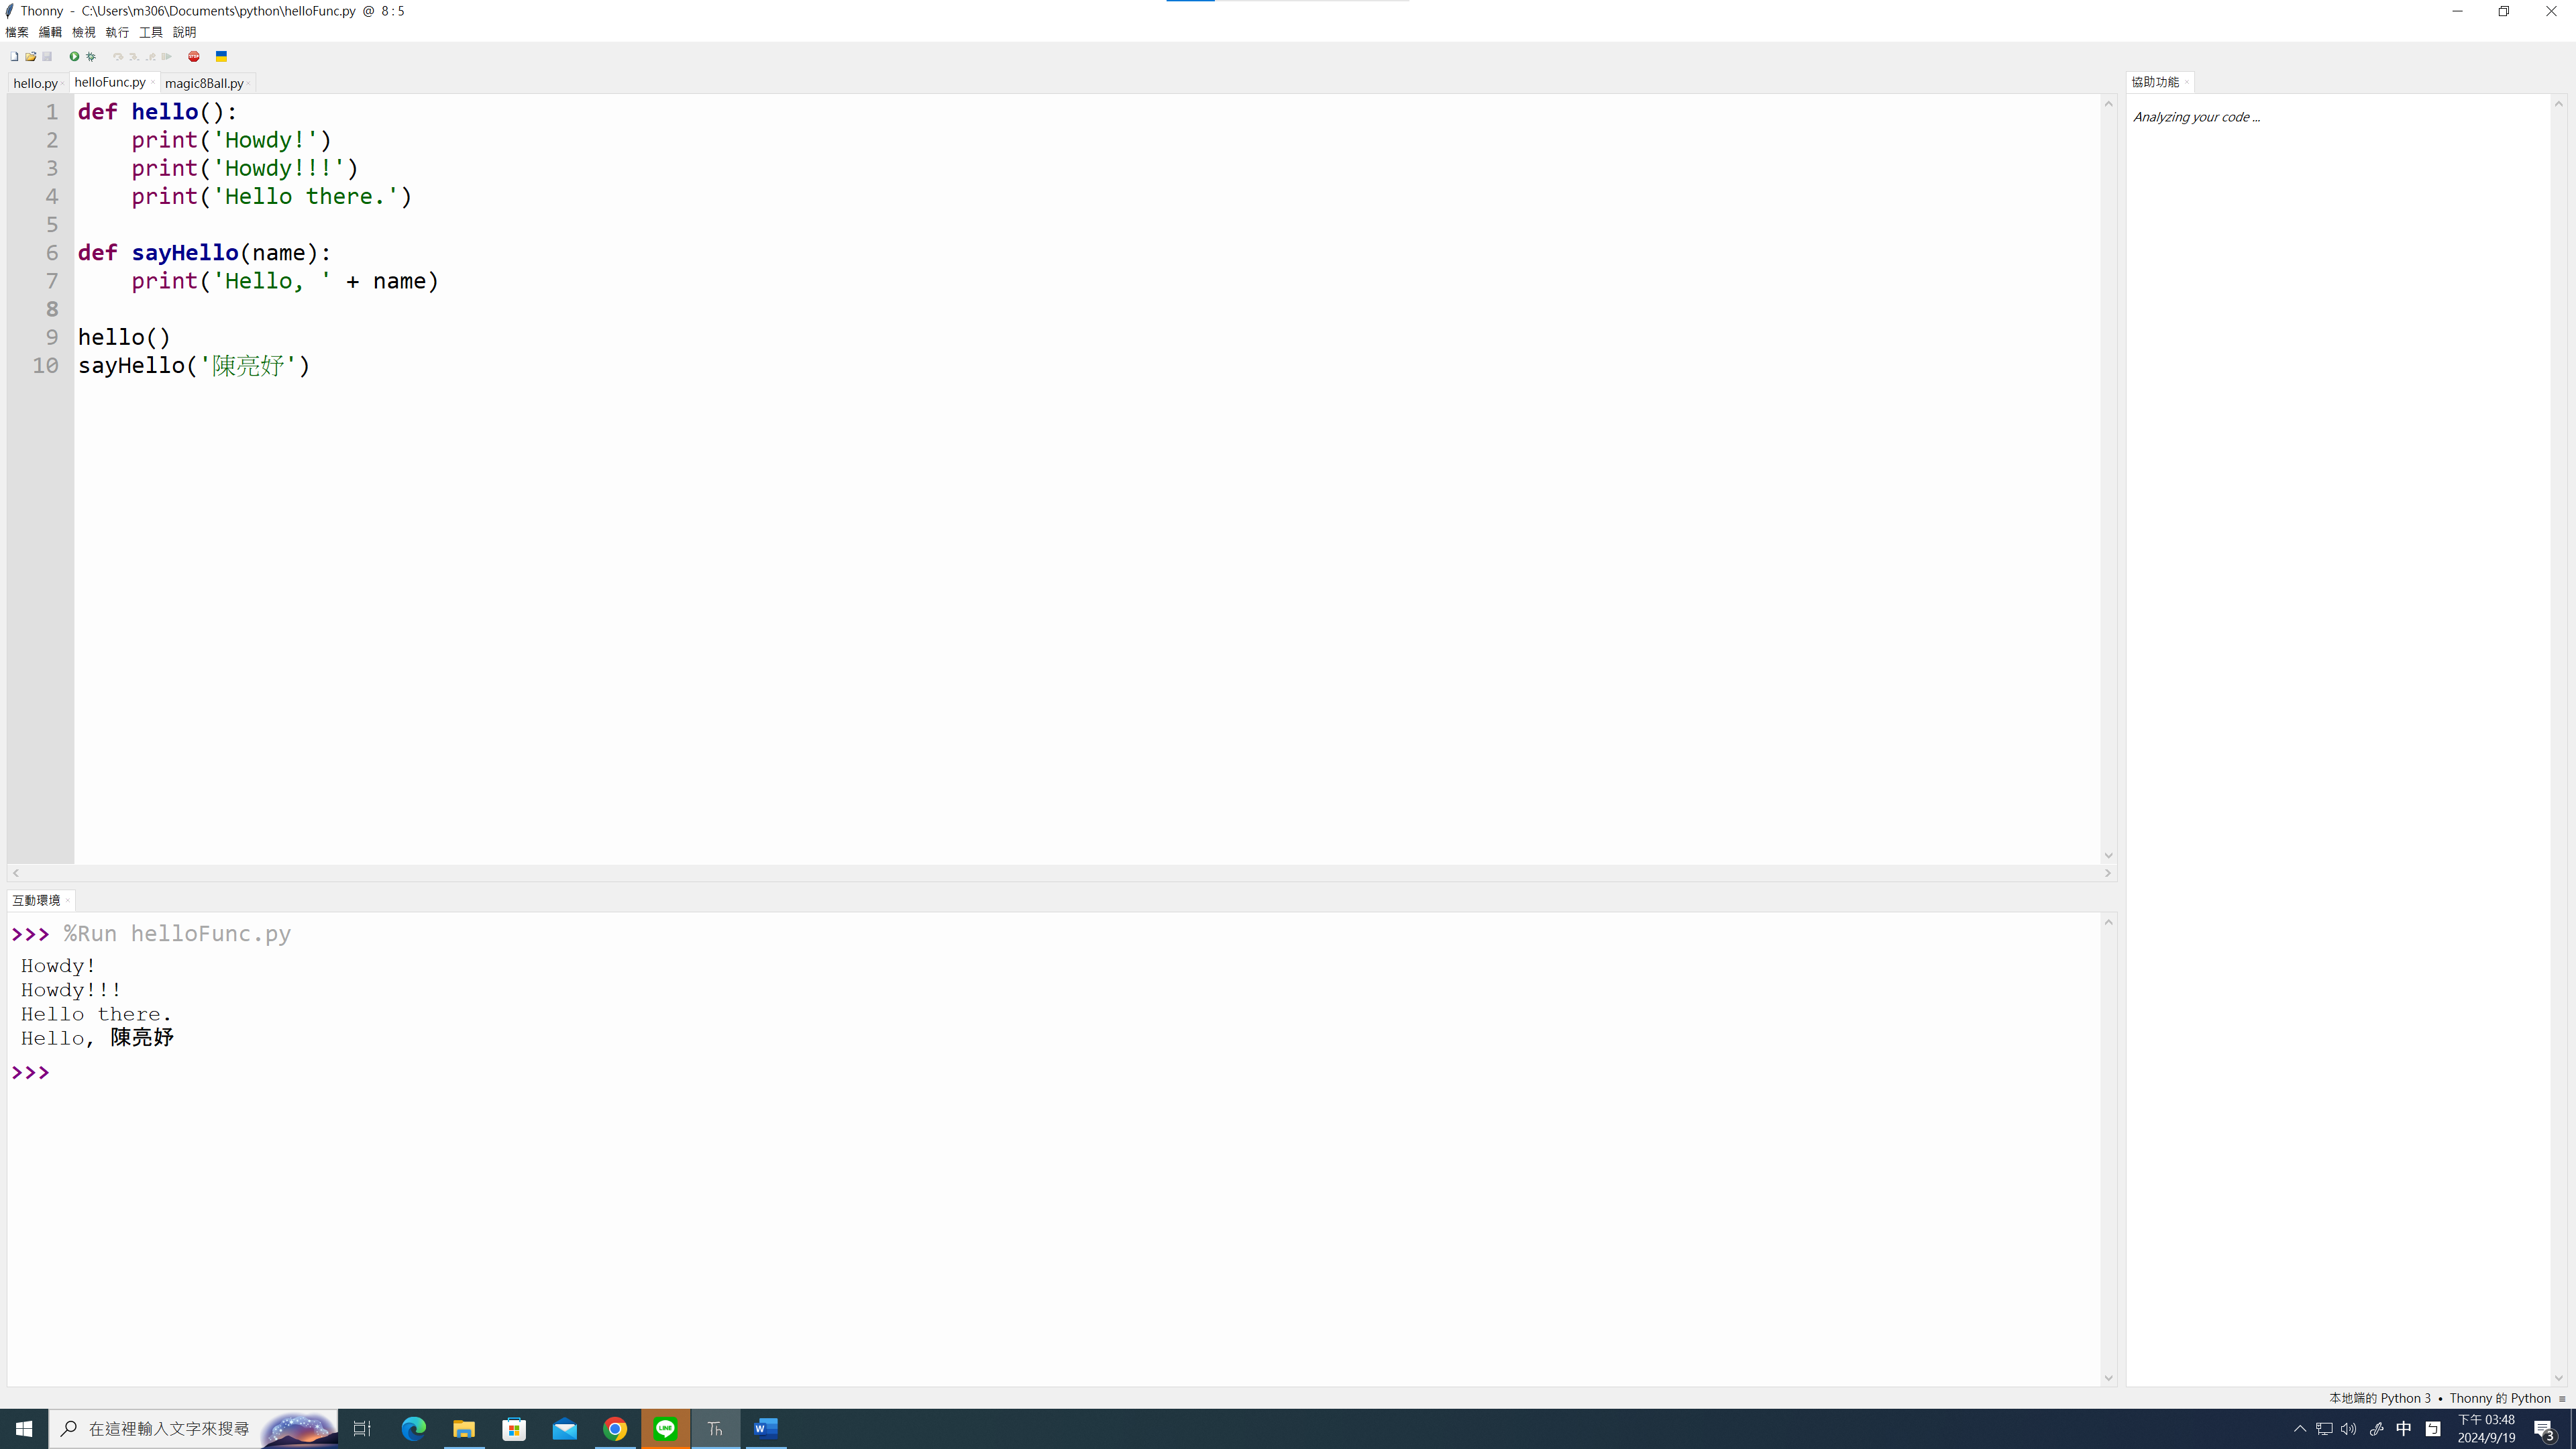 Thonny - C:\Users\m306\Documents\python\helloFunc.py @ 8 : 5
檔案 編輯 檢視 執行 工具 說明
hello.py × helloFunc.py × magic8Ball.py ×
協助功能 ×
1 def hello():
2     print('Howdy!')
3     print('Howdy!!!')
4     print('Hello there.')
5
6 def sayHello(name):
7     print('Hello, ' + name)
8
9 hello()
10 sayHello('陳亮妤')
Analyzing your code ...
互動環境 ×
>>> %Run helloFunc.py
Howdy!
Howdy!!!
Hello there.
Hello, 陳亮妤
>>>
本地端的 Python 3 • Thonny 的 Python ≡
在這裡輸入文字來搜尋
LINE
Th
W
中
ㄅ
下午 03:48
2024/9/19
3